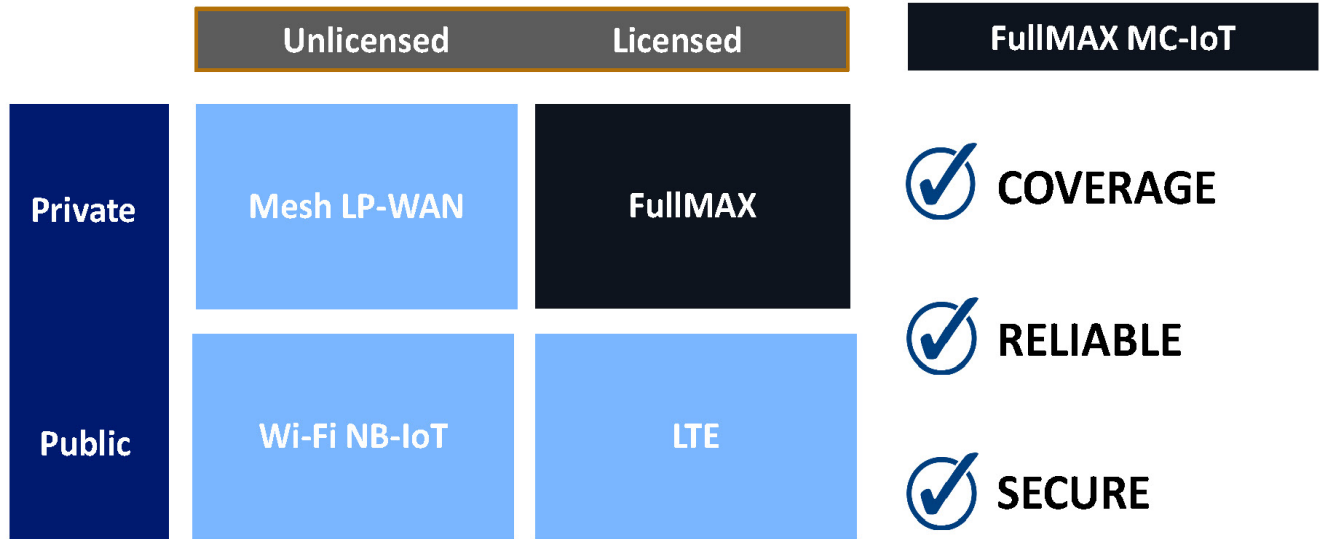 Unlicensed Licensed
FullMAX MC-IoT
Private
Mesh LP-WAN
FullMAX
COVERAGE
RELIABLE
Public
Wi-Fi NB-IoT
LTE
SECURE